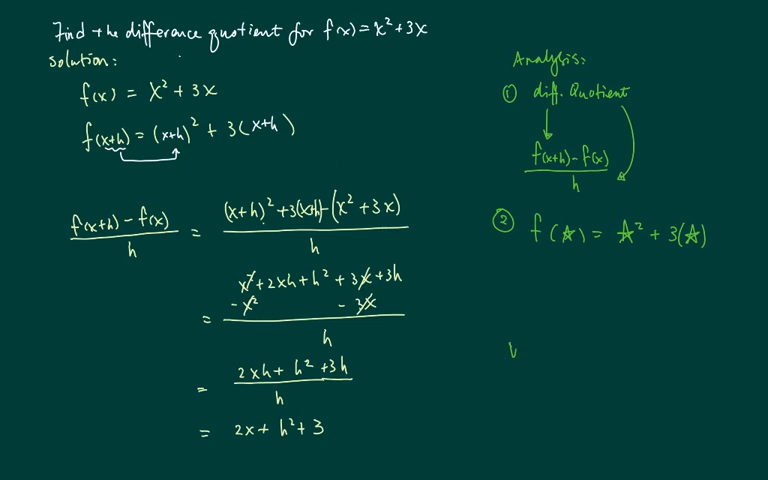 Find the difference quotient for f(x) = x² + 3x
Solution:
f(x) = x² + 3x
f(x+h) = (x+h)² + 3(x+h)
(f(x+h) - f(x))/h = ((x+h)² + 3(x+h) - (x² + 3x))/h
= (x² + 2xh + h² + 3x + 3h
- x² - 3x)/h
= (2xh + h² + 3h)/h
= 2x + h² + 3
Analysis:
① diff. Quotient
(f(x+h) - f(x))/h
② f(☆) = ☆² + 3(☆)